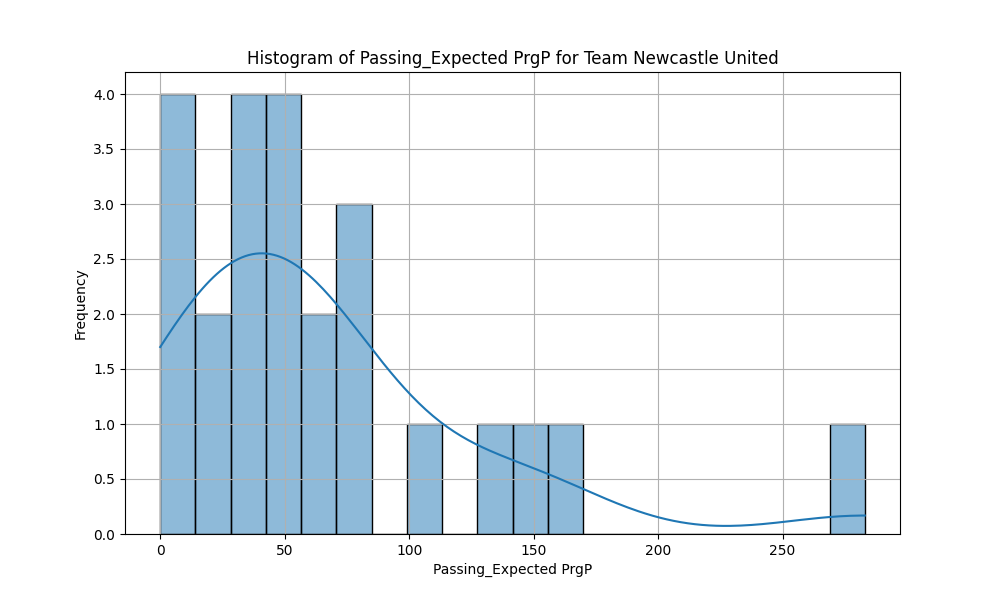 Histogram of Passing_Expected PrgP for Team Newcastle United
4.0
3.5
3.0
2.5
2.0
1.5
1.0
0.5
0.0
Frequency
0 50 100 150 200 250
Passing_Expected PrgP